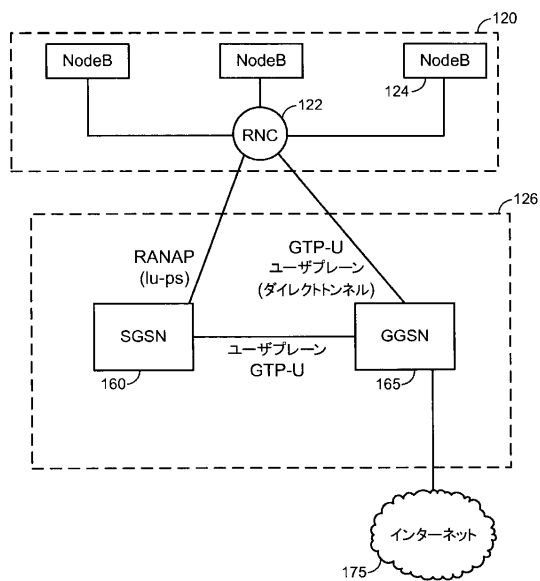 120
NodeB
NodeB
NodeB
124
122
RNC
126
RANAP
(Iu-ps)
GTP-U
ユーザプレーン
(ダイレクトトンネル)
SGSN
160
ユーザプレーン
GTP-U
GGSN
165
インターネット
175